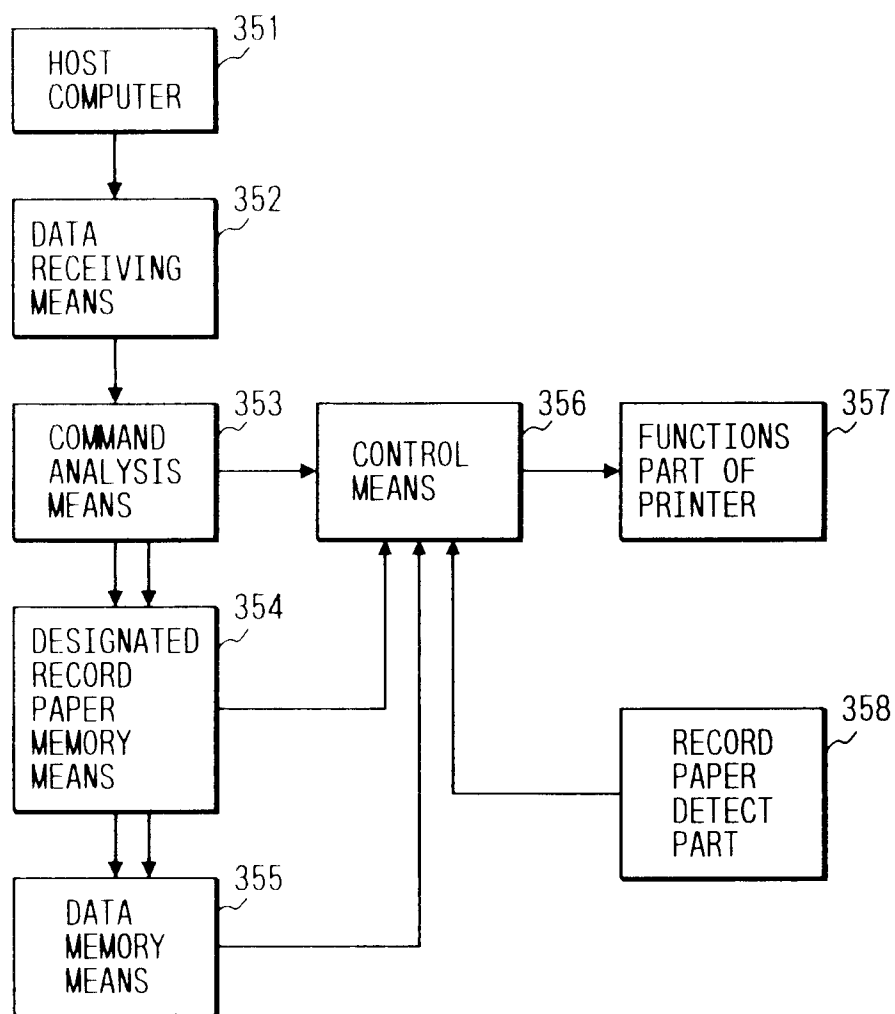 351
HOST
COMPUTER
352
DATA
RECEIVING
MEANS
353
COMMAND
ANALYSIS
MEANS
356
CONTROL
MEANS
357
FUNCTIONS
PART OF
PRINTER
354
DESIGNATED
RECORD
PAPER
MEMORY
MEANS
358
RECORD
PAPER
DETECT
PART
355
DATA
MEMORY
MEANS